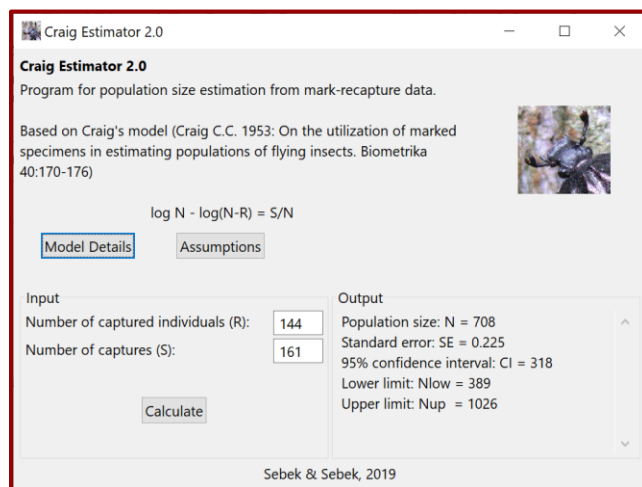 Craig Estimator 2.0
Craig Estimator 2.0
Program for population size estimation from mark-recapture data.
Based on Craig's model (Craig C.C. 1953: On the utilization of marked
specimens in estimating populations of flying insects. Biometrika
40:170-176)
log N - log(N-R) = S/N
Model Details
Assumptions
Input
Number of captured individuals (R): 144
Number of captures (S): 161
Calculate
Output
Population size: N = 708
Standard error: SE = 0.225
95% confidence interval: CI = 318
Lower limit: Nlow = 389
Upper limit: Nup = 1026
Sebek & Sebek, 2019